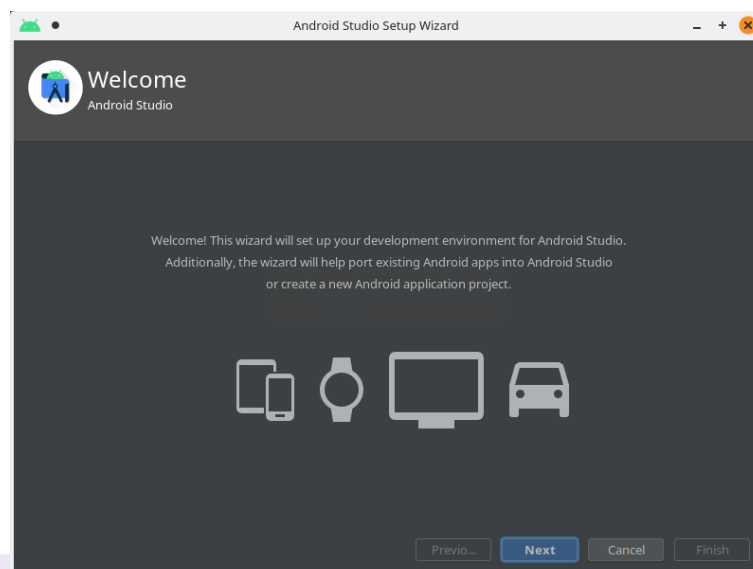 Android Studio Setup Wizard
Welcome
Android Studio
Welcome! This wizard will set up your development environment for Android Studio.
Additionally, the wizard will help port existing Android apps into Android Studio
or create a new Android application project.
Previo... Next Cancel Finish